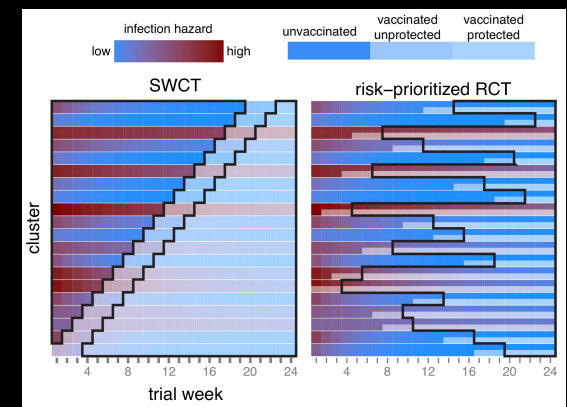 infection hazard
low
high
unvaccinated
vaccinated
unprotected
vaccinated
protected
SWCT
risk−prioritized RCT
cluster
4 8 12 16 20 24
4 8 12 16 20 24
trial week